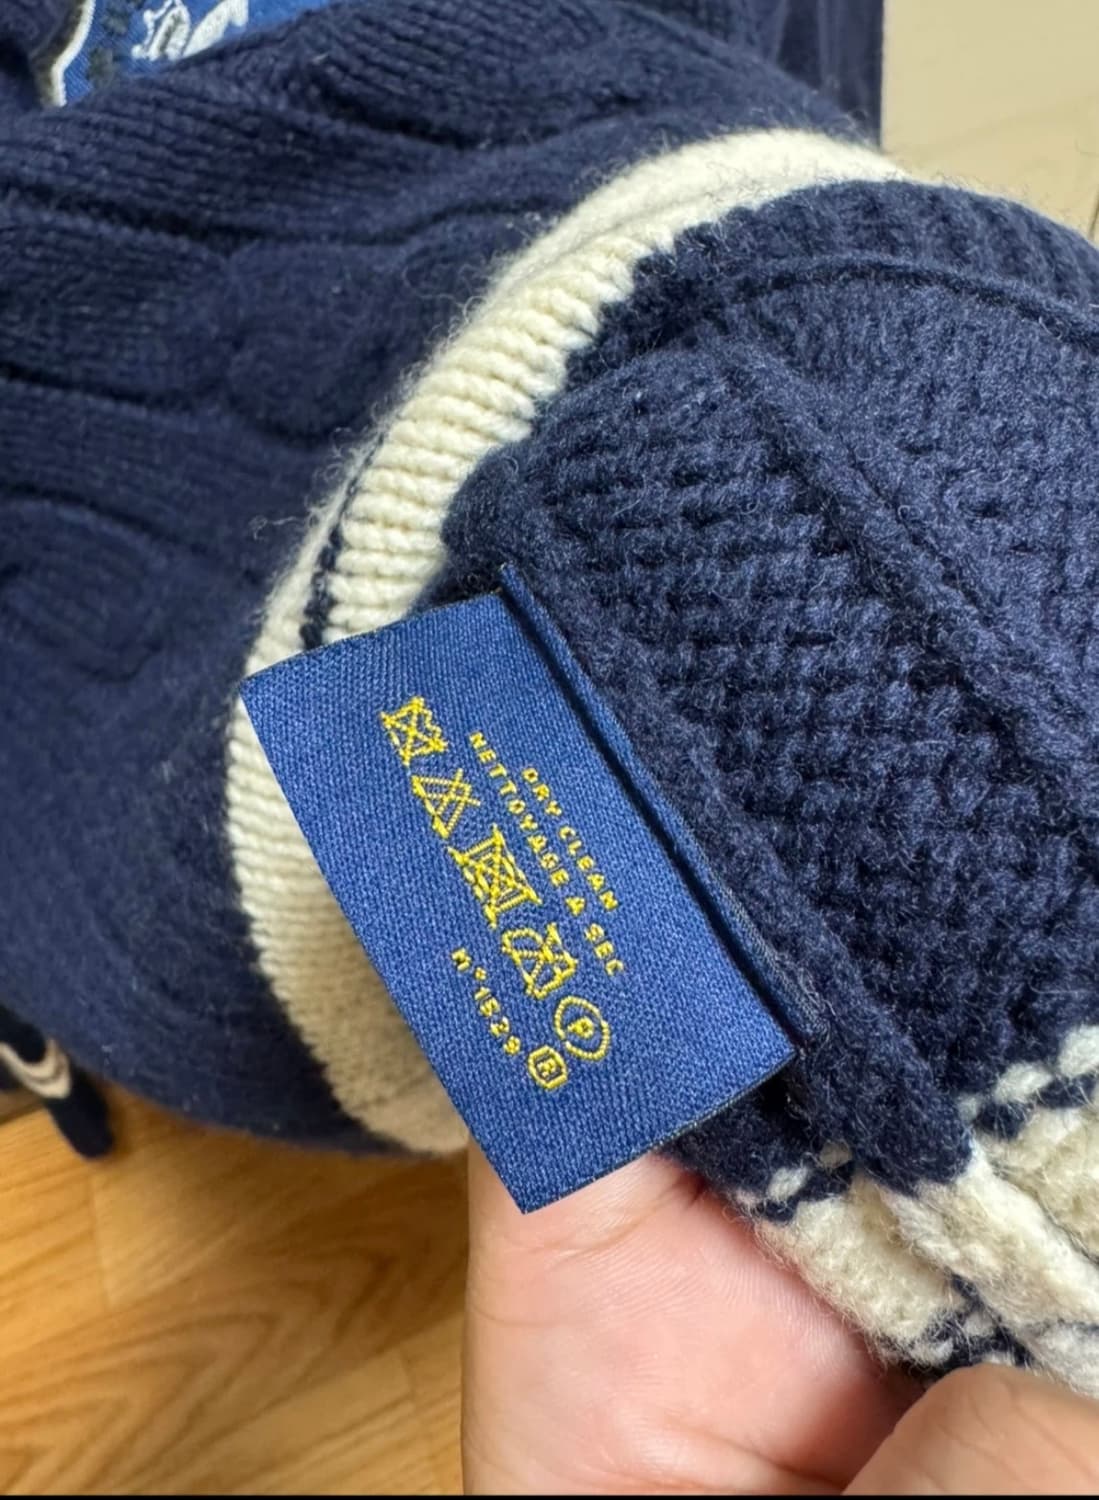 DRY CLEAN
NETTOYAGE A SEC
P
N°1529 R